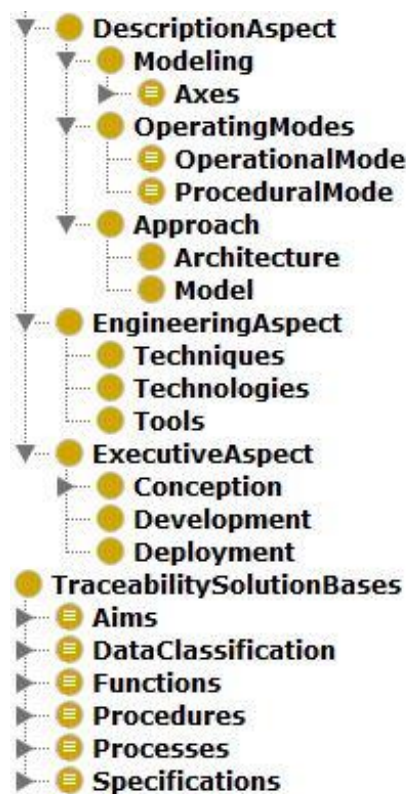 DescriptionAspect
Modeling
Axes
OperatingModes
OperationalMode
ProceduralMode
Approach
Architecture
Model
EngineeringAspect
Techniques
Technologies
Tools
ExecutiveAspect
Conception
Development
Deployment
TraceabilitySolutionBases
Aims
DataClassification
Functions
Procedures
Processes
Specifications